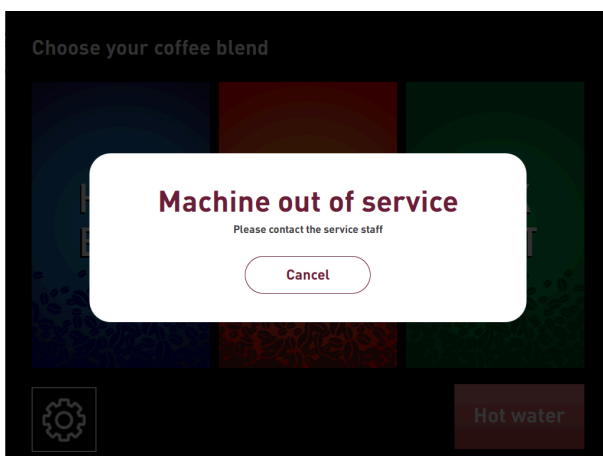 Choose your coffee blend
Machine out of service
Please contact the service staff
Cancel
Hot water